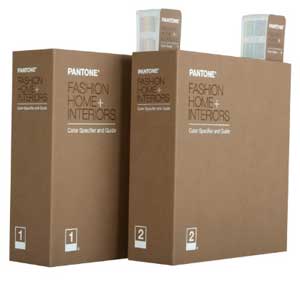 PANTONE®
FASHION
HOME+
INTERIORS
Color Specifier and Guide
1
1
PANTONE®
FASHION
HOME+
INTERIORS
Color Specifier and Guide
2
2